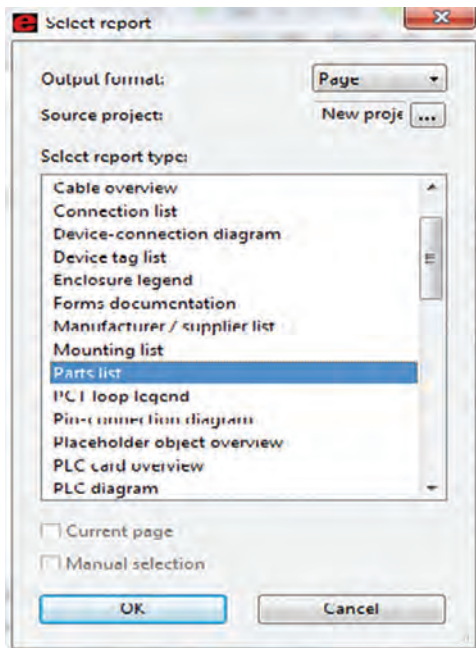 Select report
Output format: Page
Source project: New proje ...
Select report type:
Cable overview
Connection list
Device-connection diagram
Device tag list
Enclosure legend
Forms documentation
Manufacturer / supplier list
Mounting list
Parts list
PCT loop legend
Pin-connection diagram
Placeholder object overview
PLC card overview
PLC diagram
Current page
Manual selection
OK Cancel